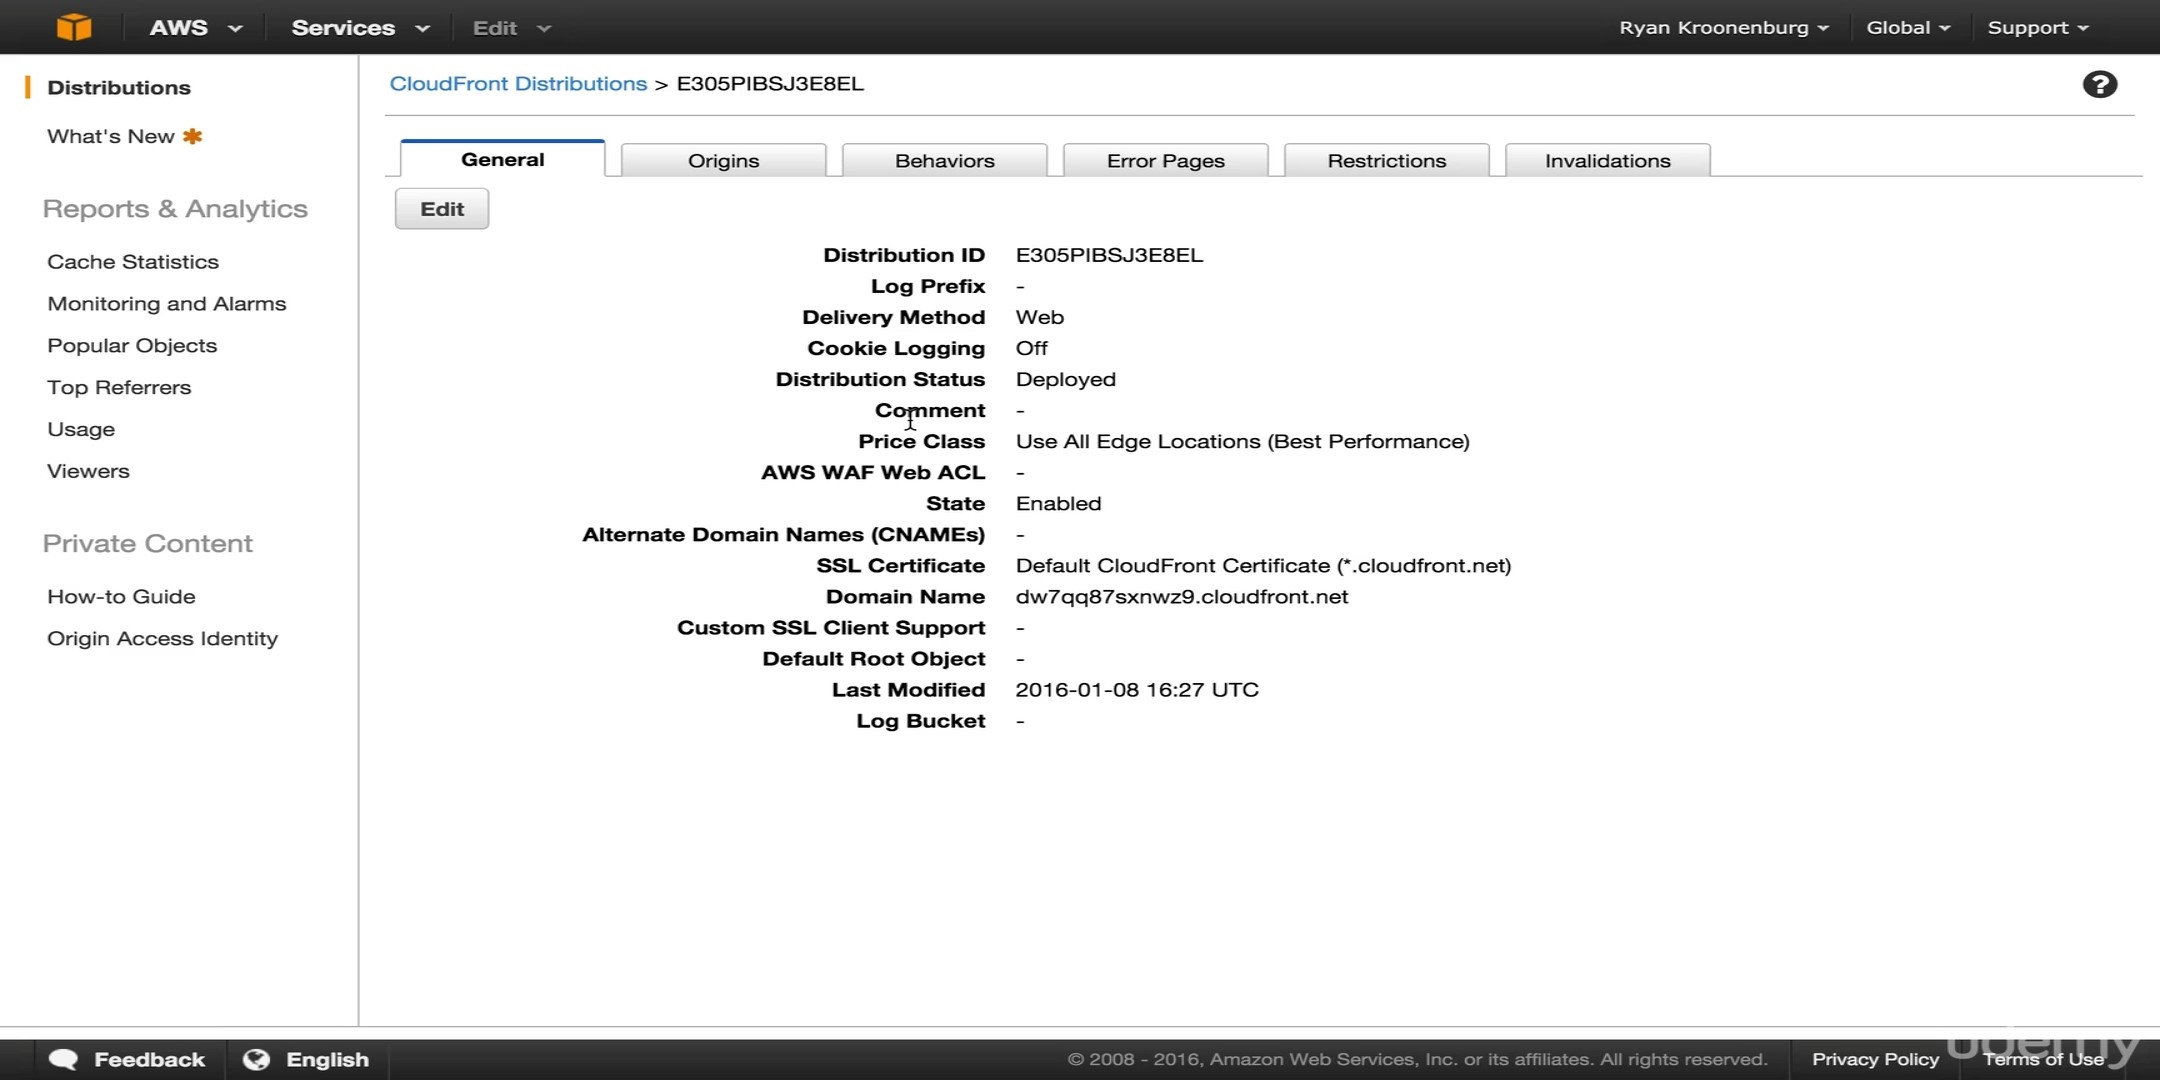 AWS Services Edit Ryan Kroonenburg Global Support
Distributions
What's New
Reports & Analytics
Cache Statistics
Monitoring and Alarms
Popular Objects
Top Referrers
Usage
Viewers
Private Content
How-to Guide
Origin Access Identity
CloudFront Distributions > E305PIBSJ3E8EL
General Origins Behaviors Error Pages Restrictions Invalidations
Edit
Distribution ID E305PIBSJ3E8EL
Log Prefix -
Delivery Method Web
Cookie Logging Off
Distribution Status Deployed
Comment -
Price Class Use All Edge Locations (Best Performance)
AWS WAF Web ACL -
State Enabled
Alternate Domain Names (CNAMEs) -
SSL Certificate Default CloudFront Certificate (*.cloudfront.net)
Domain Name dw7qq87sxnwz9.cloudfront.net
Custom SSL Client Support -
Default Root Object -
Last Modified 2016-01-08 16:27 UTC
Log Bucket -
Feedback English © 2008 - 2016, Amazon Web Services, Inc. or its affiliates. All rights reserved. Privacy Policy Terms of Use
udemy